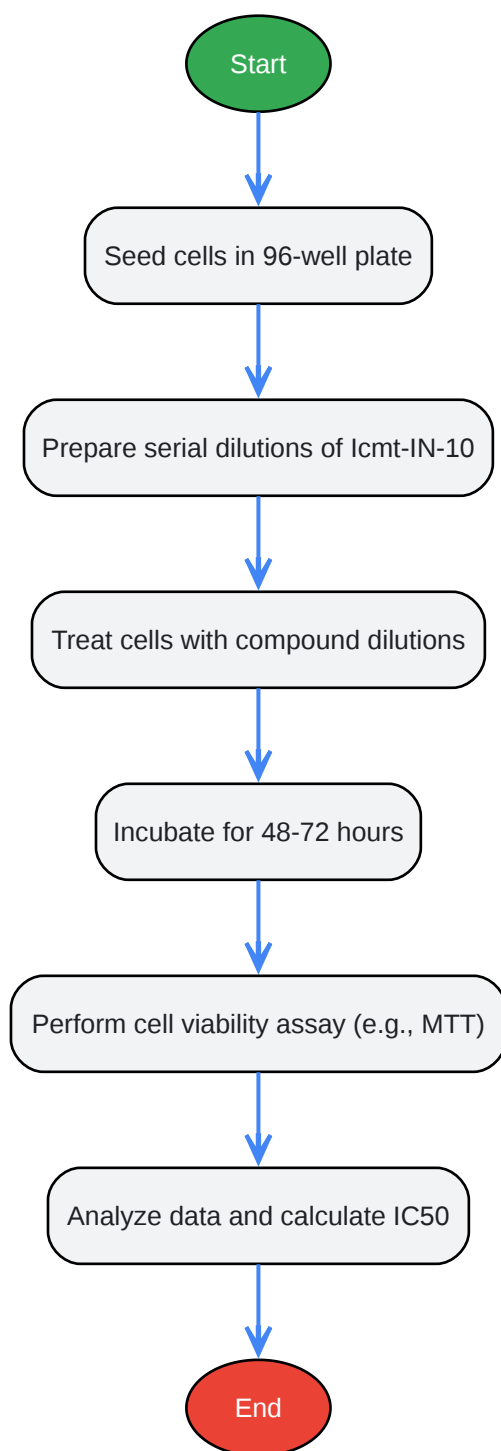 Start
Seed cells in 96-well plate
Prepare serial dilutions of Icmt-IN-10
Treat cells with compound dilutions
Incubate for 48-72 hours
Perform cell viability assay (e.g., MTT)
Analyze data and calculate IC50
End